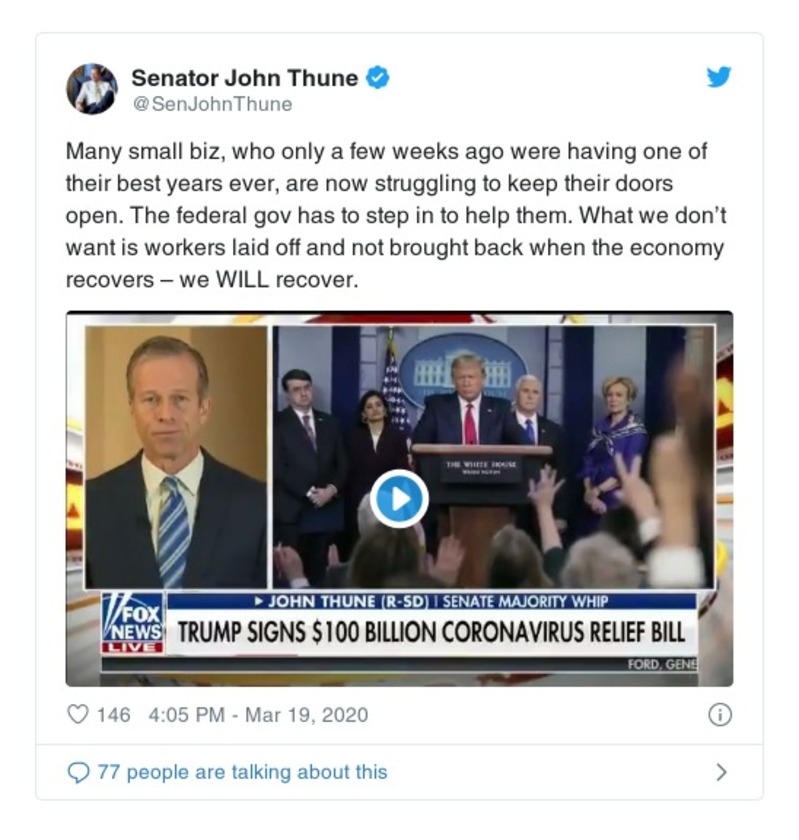 Senator John Thune
@SenJohnThune
Many small biz, who only a few weeks ago were having one of
their best years ever, are now struggling to keep their doors
open. The federal gov has to step in to help them. What we don’t
want is workers laid off and not brought back when the economy
recovers – we WILL recover.
THE WHITE HOUSE
WASHINGTON
JOHN THUNE (R-SD) | SENATE MAJORITY WHIP
FOX
NEWS
LIVE
TRUMP SIGNS $100 BILLION CORONAVIRUS RELIEF BILL
FORD, GENE
146 4:05 PM - Mar 19, 2020
77 people are talking about this